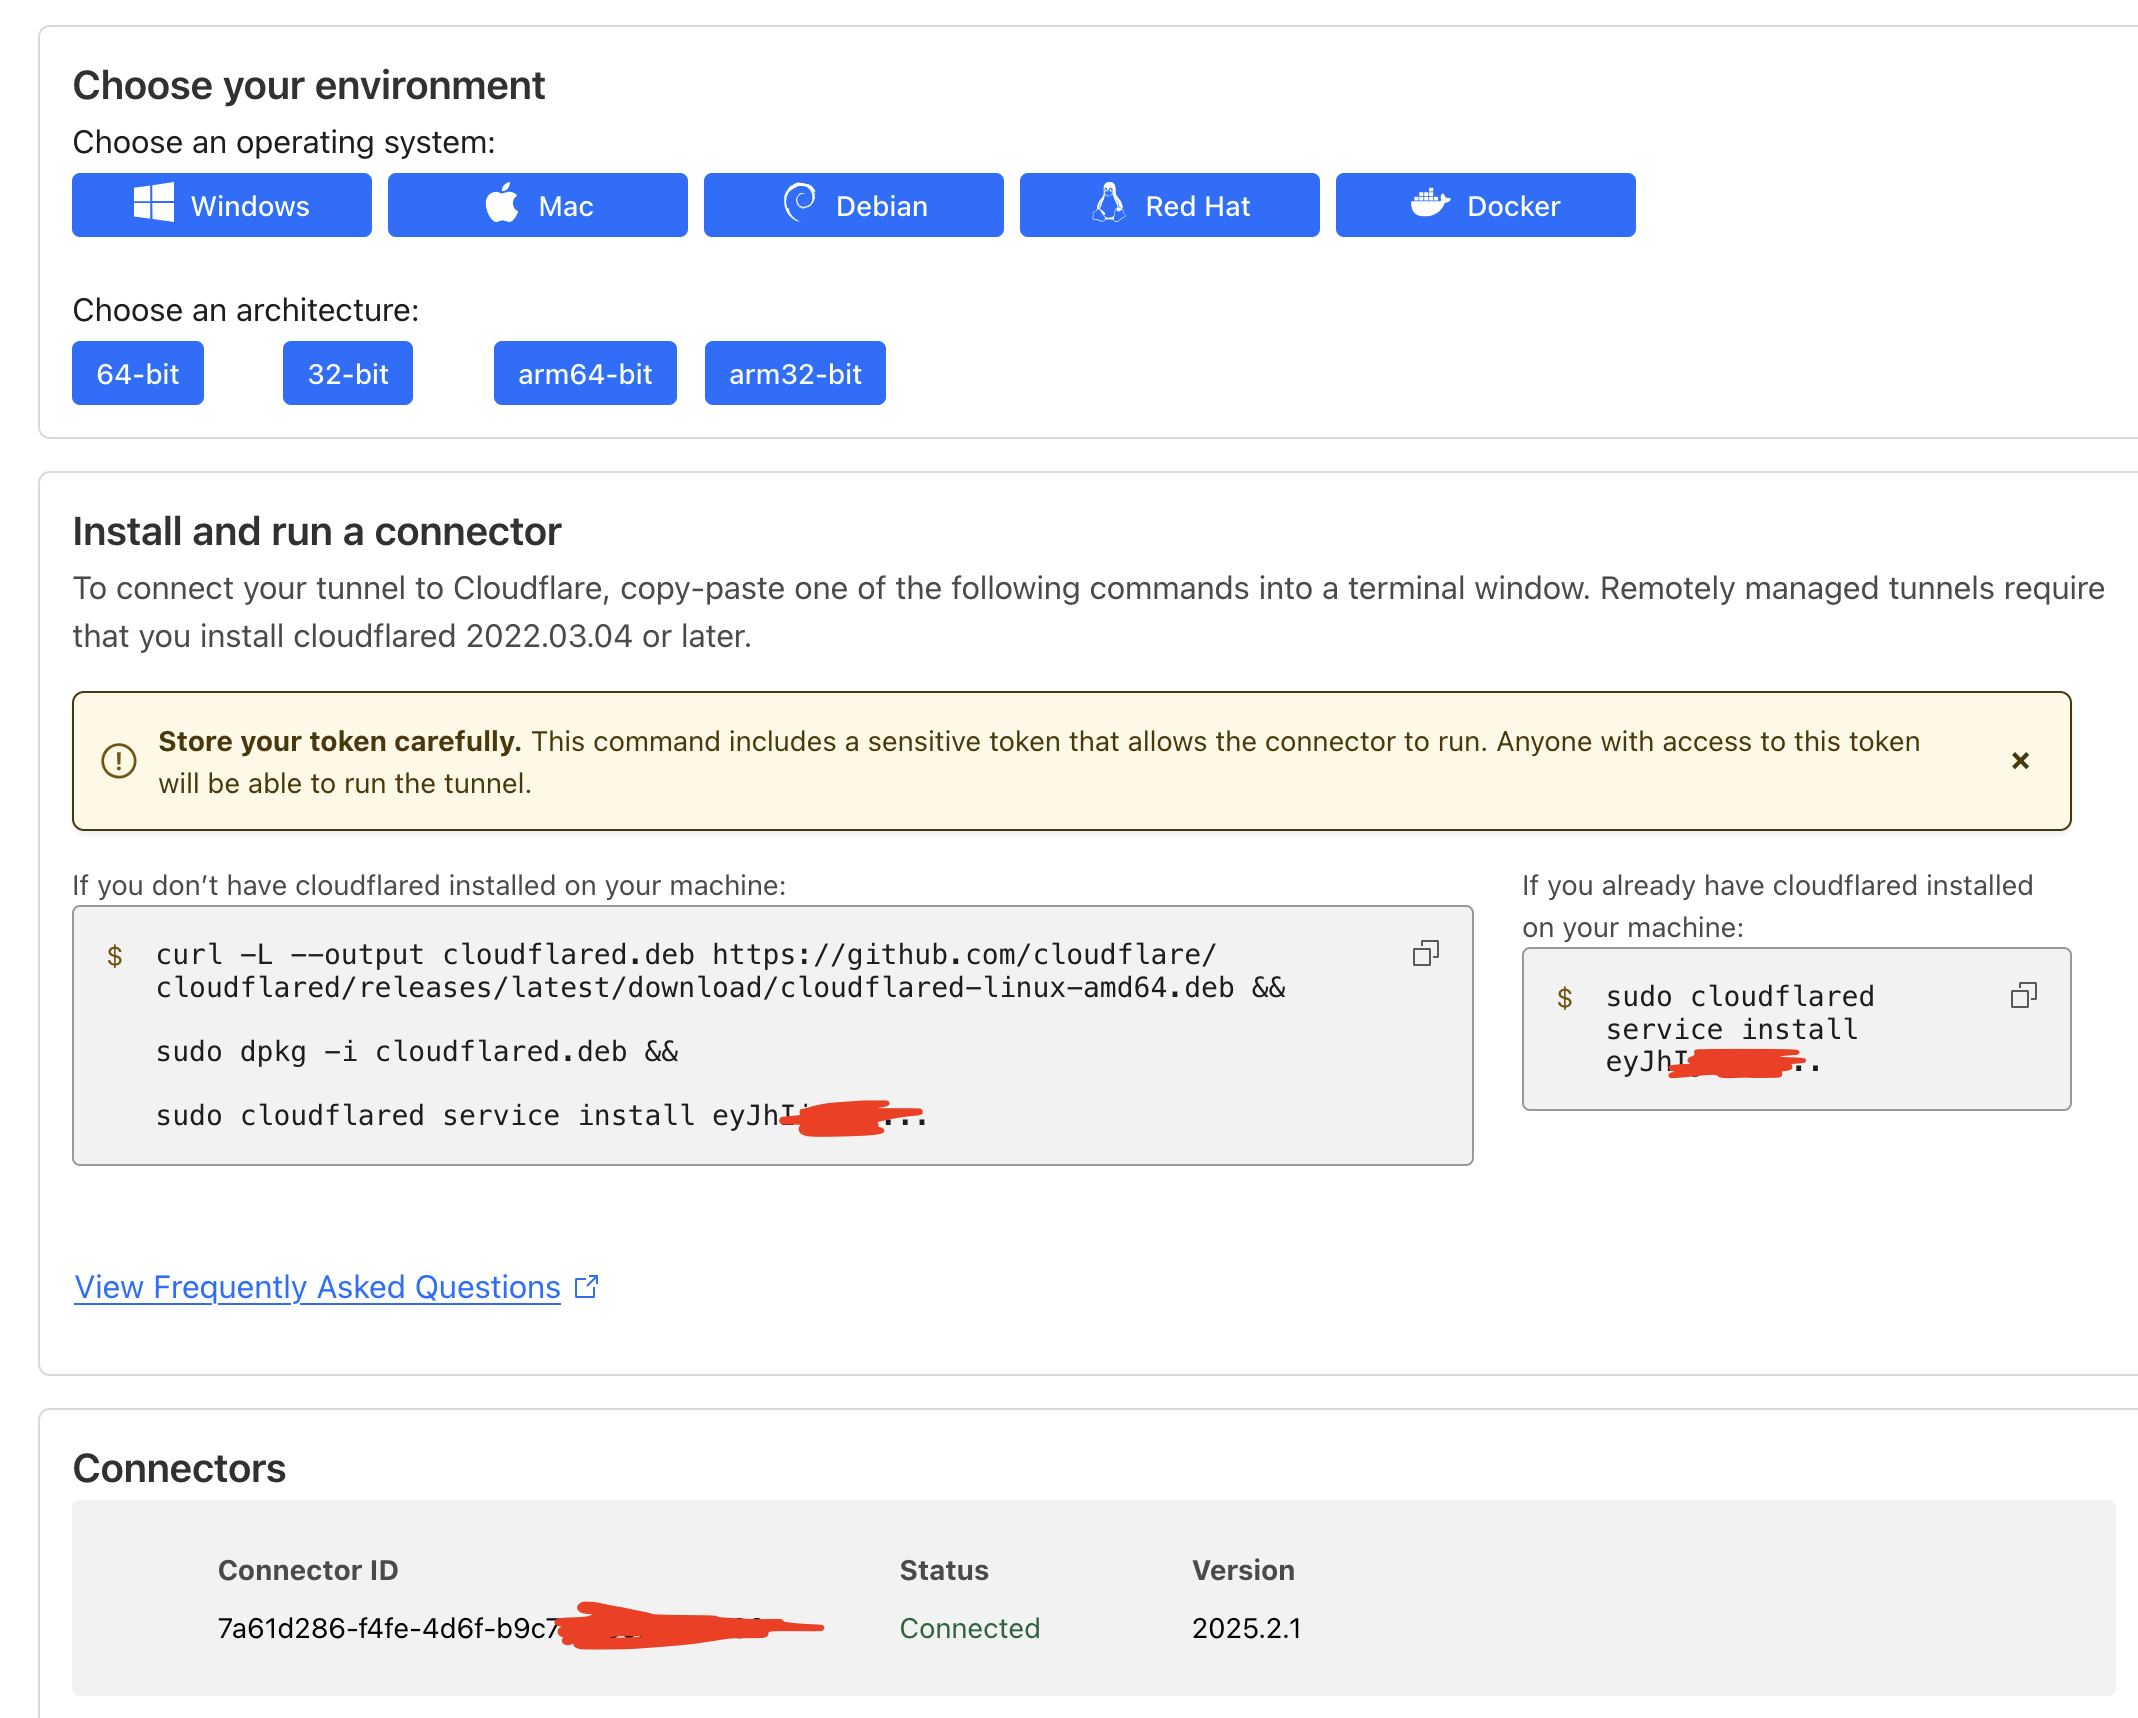 Choose your environment
Choose an operating system:
Windows Mac Debian Red Hat Docker
Choose an architecture:
64-bit 32-bit arm64-bit arm32-bit
Install and run a connector
To connect your tunnel to Cloudflare, copy-paste one of the following commands into a terminal window. Remotely managed tunnels require
that you install cloudflared 2022.03.04 or later.
Store your token carefully. This command includes a sensitive token that allows the connector to run. Anyone with access to this token
will be able to run the tunnel.
If you don’t have cloudflared installed on your machine:
$ curl -L --output cloudflared.deb https://github.com/cloudflare/
cloudflared/releases/latest/download/cloudflared-linux-amd64.deb &&
sudo dpkg -i cloudflared.deb &&
sudo cloudflared service install eyJhI...
If you already have cloudflared installed
on your machine:
$ sudo cloudflared
service install
eyJhI..
View Frequently Asked Questions
Connectors
Connector ID Status Version
7a61d286-f4fe-4d6f-b9c7 Connected 2025.2.1